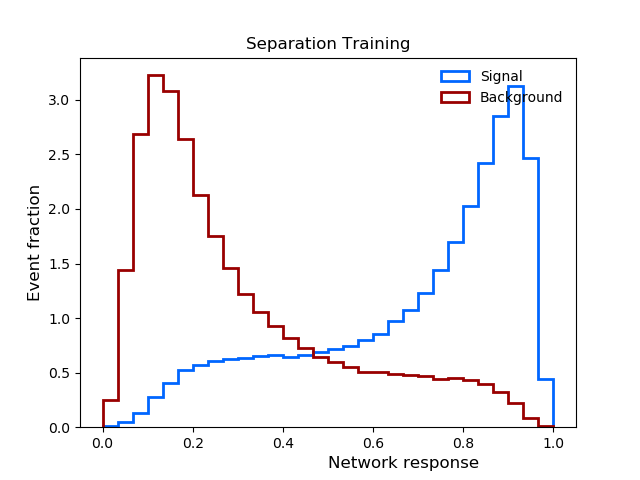 Separation Training
Signal
Background
3.0
2.5
2.0
1.5
1.0
0.5
0.0
Event fraction
0.0 0.2 0.4 0.6 0.8 1.0
Network response